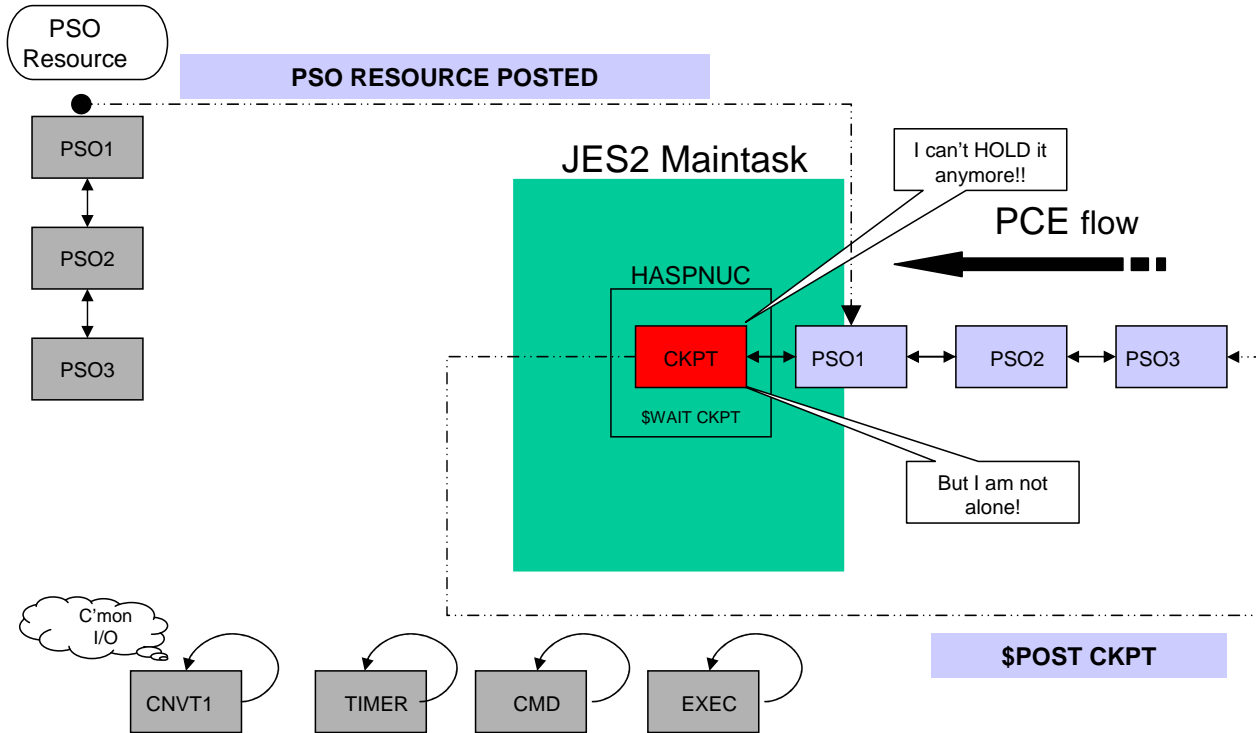 PSO
Resource
PSO RESOURCE POSTED
PSO1
PSO2
PSO3
JES2 Maintask
I can't HOLD it
anymore!!
PCE flow
HASPNUC
CKPT
PSO1
PSO2
PSO3
$WAIT CKPT
But I am not
alone!
C'mon
I/O
$POST CKPT
CNVT1
TIMER
CMD
EXEC